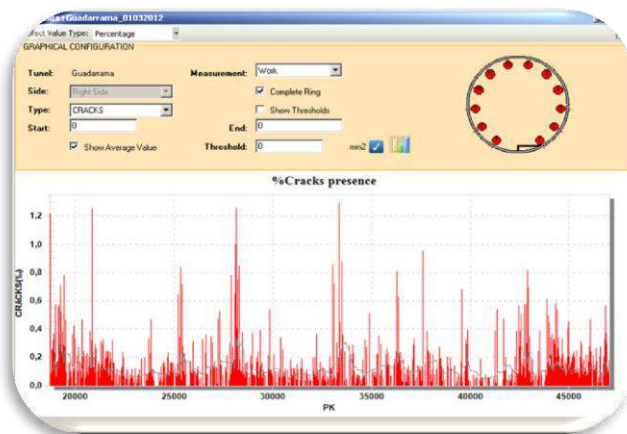 : Guadarrama_01032012
Value Type: Percentage
GRAPHICAL CONFIGURATION
Tunel: Guadarrama Measurement: Work
Side: Right Side Complete Ring
Type: CRACKS Show Thresholds
Start: 0 End: 0
Show Average Value Threshold: 0 mm2
%Cracks presence
1,2
1,0
0,8
0,6
0,4
0,2
0,0
CRACKS(%)
20000 25000 30000 35000 40000 45000
PK